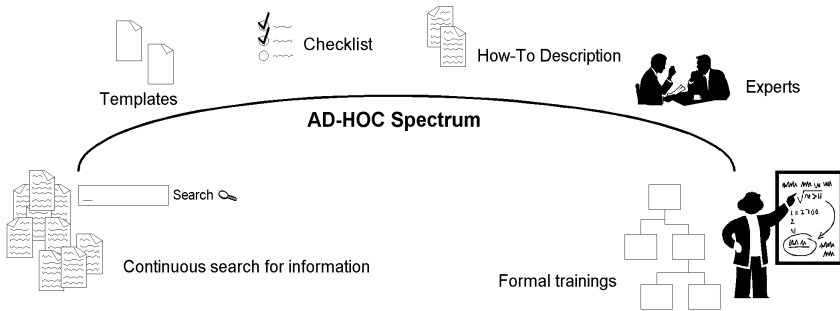 Templates
Checklist
How-To Description
Experts
AD-HOC Spectrum
Search
Continuous search for information
Formal trainings